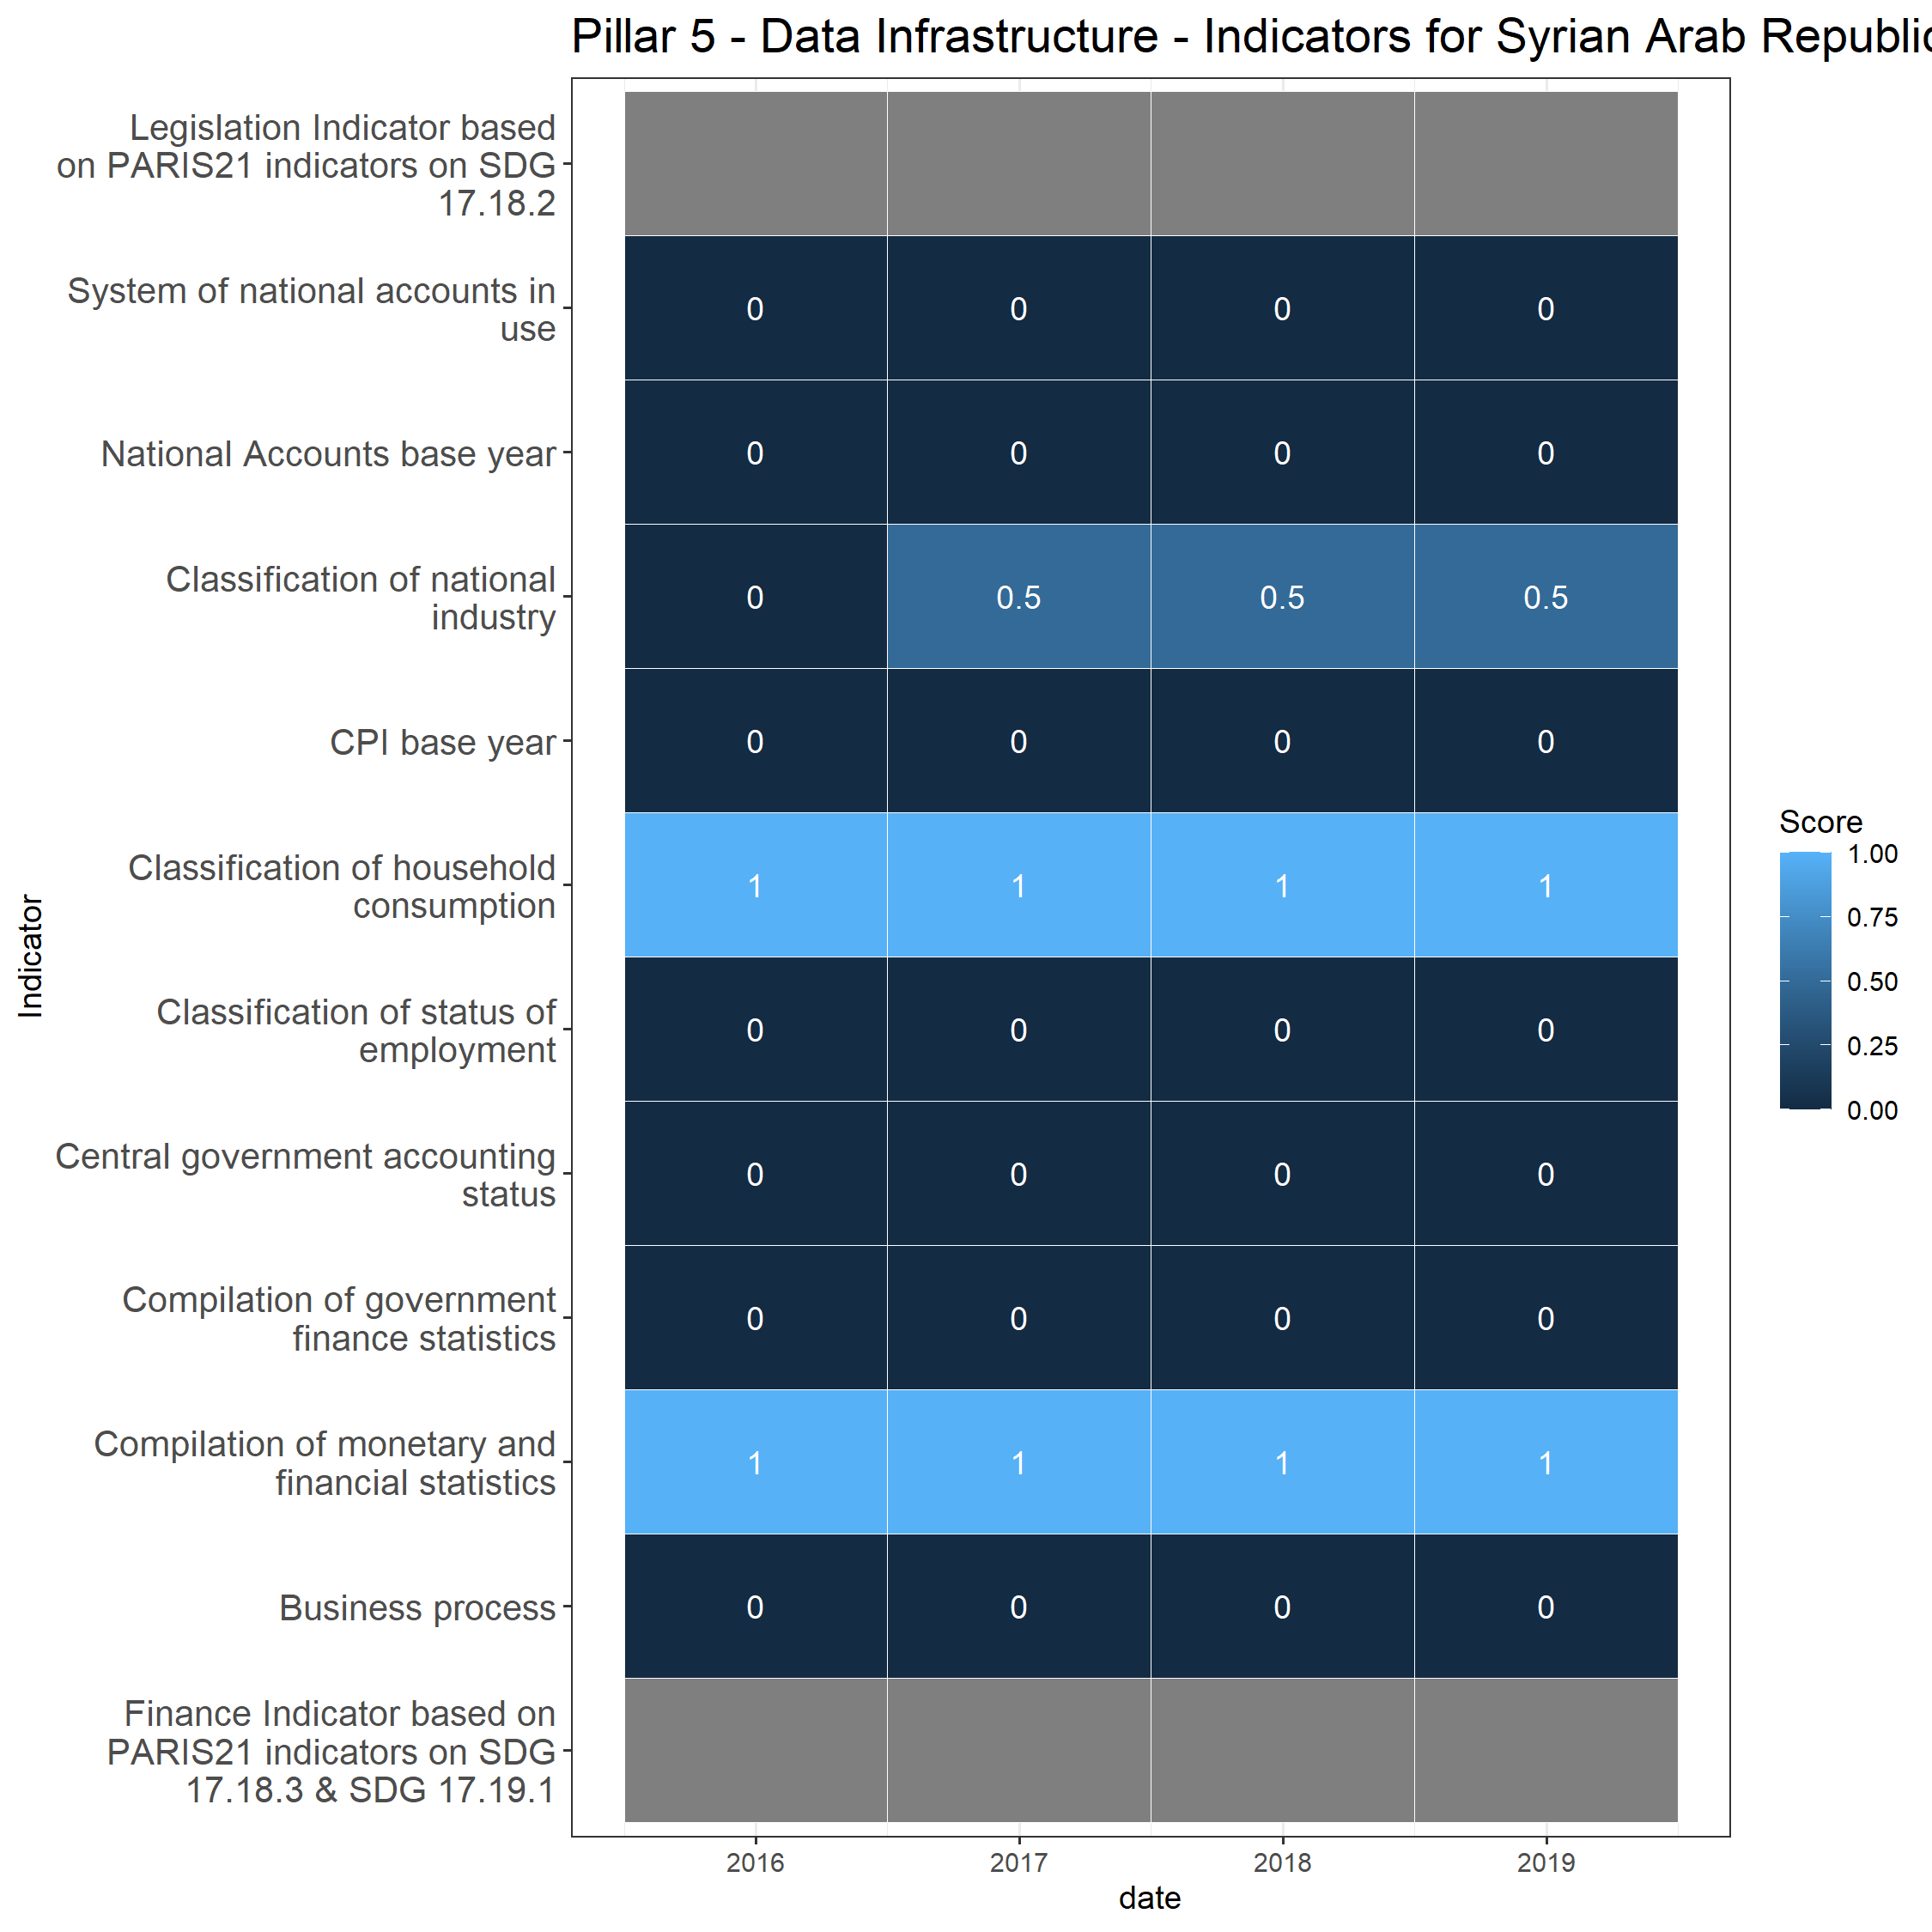 Pillar 5 - Data Infrastructure - Indicators for Syrian Arab Republic
Legislation Indicator based
on PARIS21 indicators on SDG
17.18.2
System of national accounts in
use
0 0 0 0
National Accounts base year
0 0 0 0
Classification of national
industry
0 0.5 0.5 0.5
CPI base year
0 0 0 0
Classification of household
consumption
1 1 1 1
Classification of status of
employment
0 0 0 0
Central government accounting
status
0 0 0 0
Compilation of government
finance statistics
0 0 0 0
Compilation of monetary and
financial statistics
1 1 1 1
Business process
0 0 0 0
Finance Indicator based on
PARIS21 indicators on SDG
17.18.3 & SDG 17.19.1
Indicator
2016 2017 2018 2019
date
Score
1.00
0.75
0.50
0.25
0.00